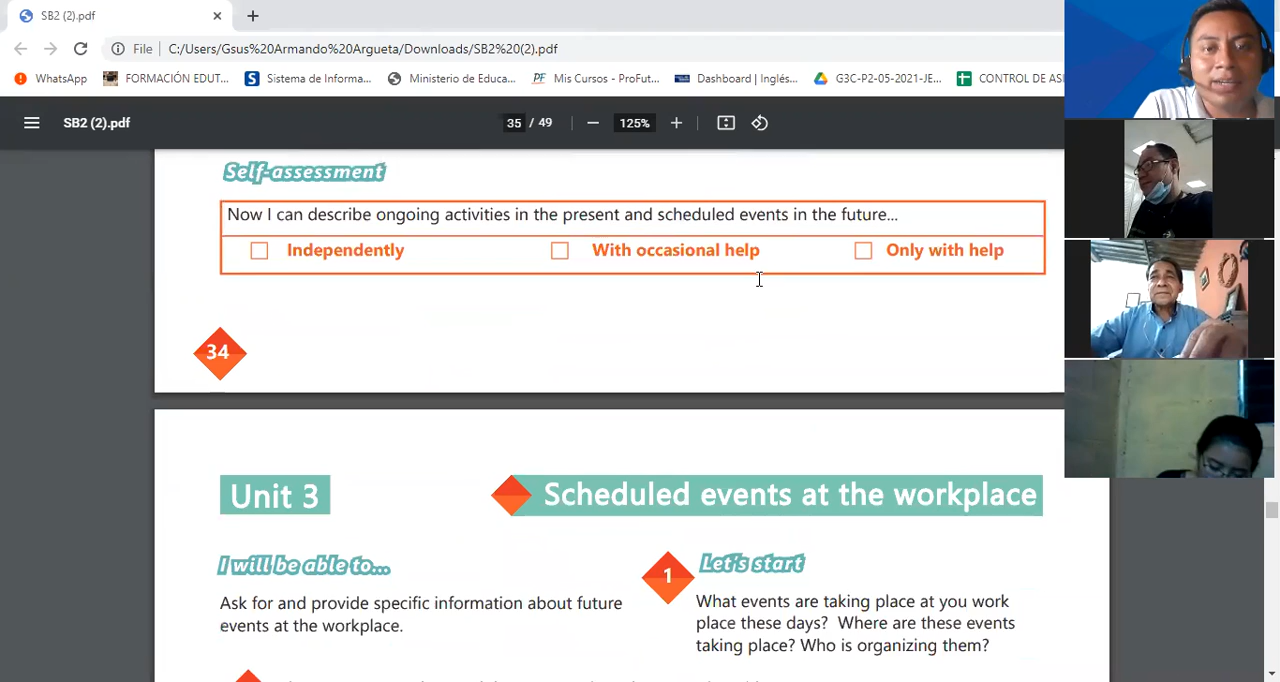 SB2 (2).pdf
File
C:/Users/Gsus%20Armando%20Argueta/Downloads/SB2%20(2).pdf
WhatsApp
FORMACIÓN EDUT...
Sistema de Informa...
Ministerio de Educa...
Mis Cursos - ProFut...
Dashboard | Inglés...
G3C-P2-05-2021-JE...
CONTROL DE ASI
SB2 (2).pdf
35 / 49
125%
Self-assessment
Now I can describe ongoing activities in the present and scheduled events in the future...
Independently
With occasional help
Only with help
34
Unit 3
Scheduled events at the workplace
I will be able to...
Ask for and provide specific information about future
events at the workplace.
1
Let's start
What events are taking place at you work
place these days? Where are these events
taking place? Who is organizing them?